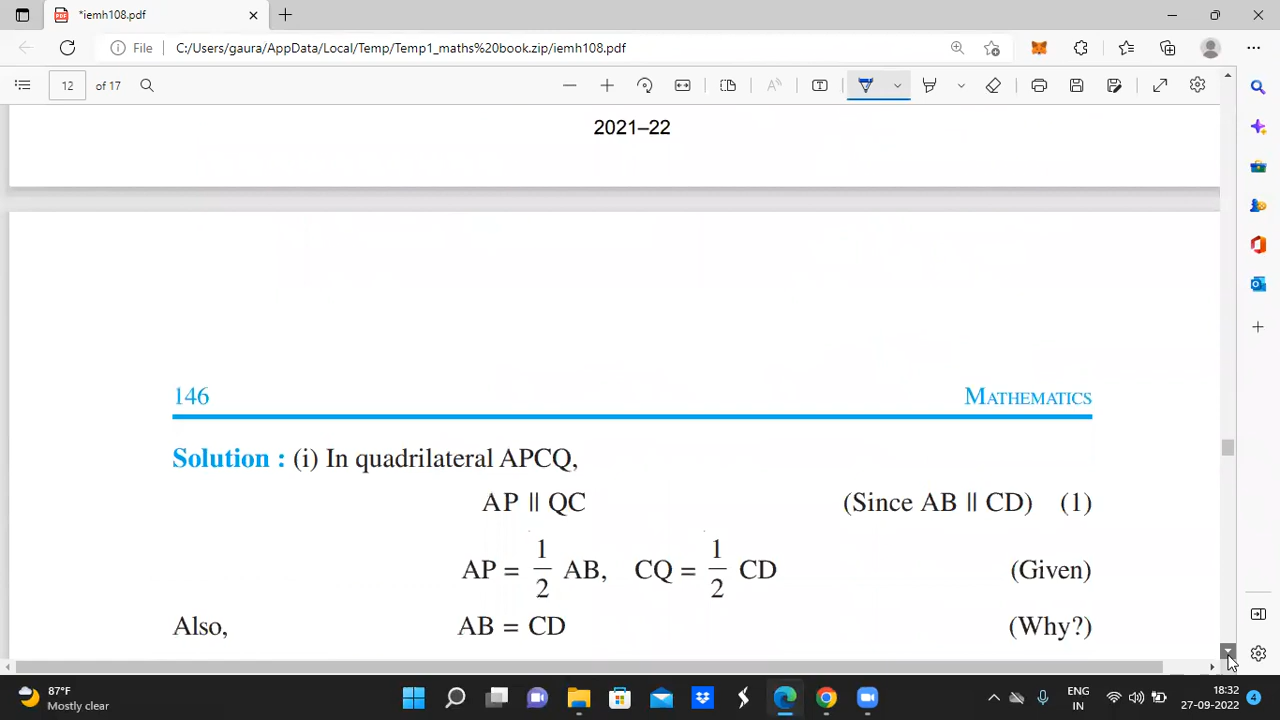 *iemh108.pdf
File C:/Users/gaura/AppData/Local/Temp/Temp1_maths%20book.zip/iemh108.pdf
12 of 17
2021–22
146 MATHEMATICS
Solution : (i) In quadrilateral APCQ,
AP || QC (Since AB || CD) (1)
AP = 1/2 AB, CQ = 1/2 CD (Given)
Also, AB = CD (Why?)
87°F
Mostly clear
ENG
IN
18:32
27-09-2022
4